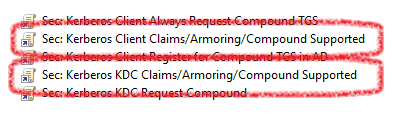 Sec: Kerberos Client Always Request Compound TGS
Sec: Kerberos Client Claims/Armoring/Compound Supported
Sec: Kerberos Client Register for Compound TGS in AD
Sec: Kerberos KDC Claims/Armoring/Compound Supported
Sec: Kerberos KDC Request Compound